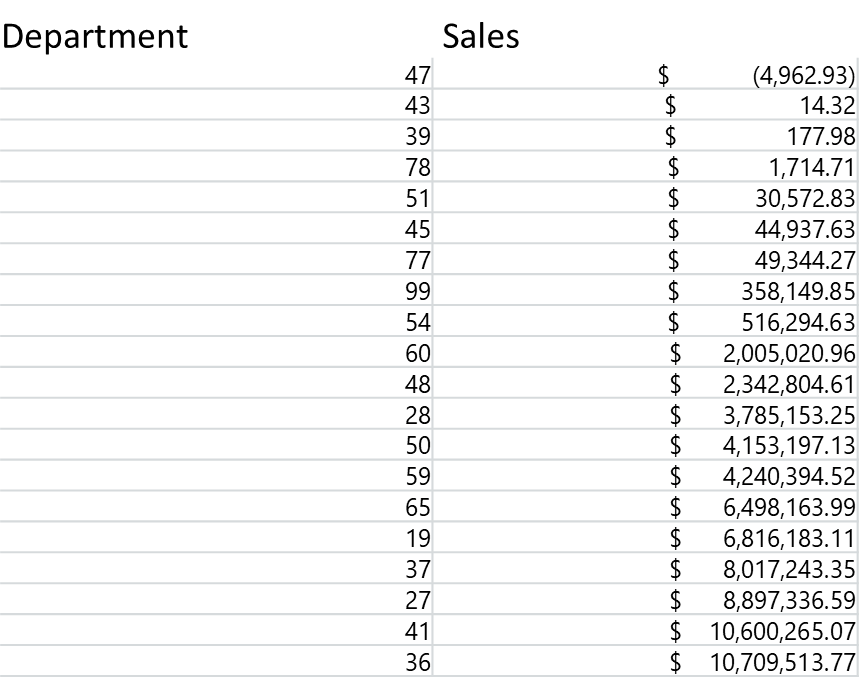 Department Sales
47 $ (4,962.93)
43 $ 14.32
39 $ 177.98
78 $ 1,714.71
51 $ 30,572.83
45 $ 44,937.63
77 $ 49,344.27
99 $ 358,149.85
54 $ 516,294.63
60 $ 2,005,020.96
48 $ 2,342,804.61
28 $ 3,785,153.25
50 $ 4,153,197.13
59 $ 4,240,394.52
65 $ 6,498,163.99
19 $ 6,816,183.11
37 $ 8,017,243.35
27 $ 8,897,336.59
41 $ 10,600,265.07
36 $ 10,709,513.77